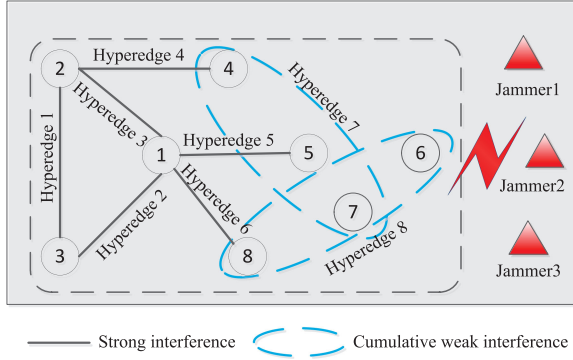 Hyperedge 4
2
4
Hyperedge 7
Jammer1
Hyperedge 1
Hyperedge 3
Hyperedge 5
1
5
6
Jammer2
Hyperedge 2
Hyperedge 6
7
3
8
Hyperedge 8
Jammer3
Strong interference
Cumulative weak interference